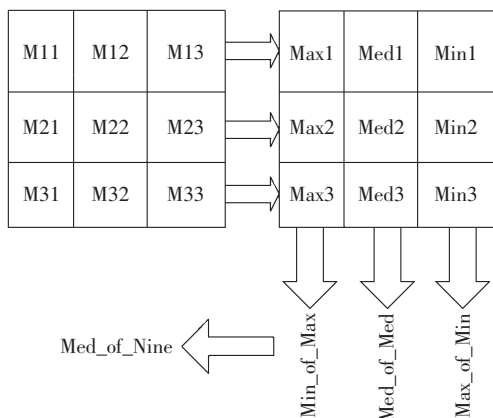 M11 M12 M13 Max1 Med1 Min1
M21 M22 M23 Max2 Med2 Min2
M31 M32 M33 Max3 Med3 Min3
Med_of_Nine
Min_of_Max
Med_of_Med
Max_of_Min